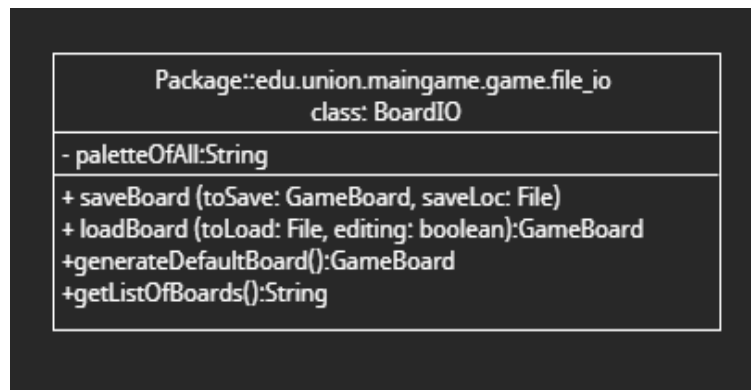 Package::edu.union.maingame.game.file_io
class: BoardIO
- paletteOfAll:String
+ saveBoard (toSave: GameBoard, saveLoc: File)
+ loadBoard (toLoad: File, editing: boolean):GameBoard
+generateDefaultBoard():GameBoard
+getListOfBoards():String